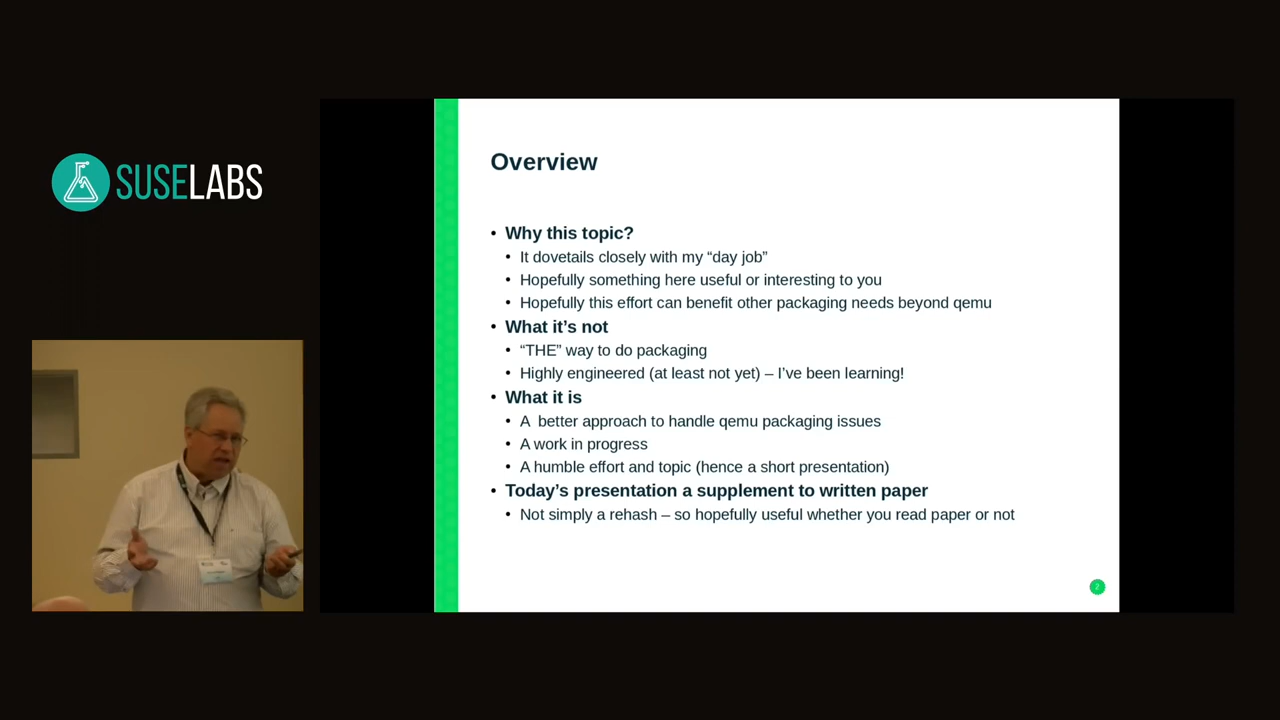 SUSELABS
Overview
• Why this topic?
• It dovetails closely with my “day job”
• Hopefully something here useful or interesting to you
• Hopefully this effort can benefit other packaging needs beyond qemu
• What it’s not
• “THE” way to do packaging
• Highly engineered (at least not yet) – I’ve been learning!
• What it is
• A  better approach to handle qemu packaging issues
• A work in progress
• A humble effort and topic (hence a short presentation)
• Today’s presentation a supplement to written paper
• Not simply a rehash – so hopefully useful whether you read paper or not
2